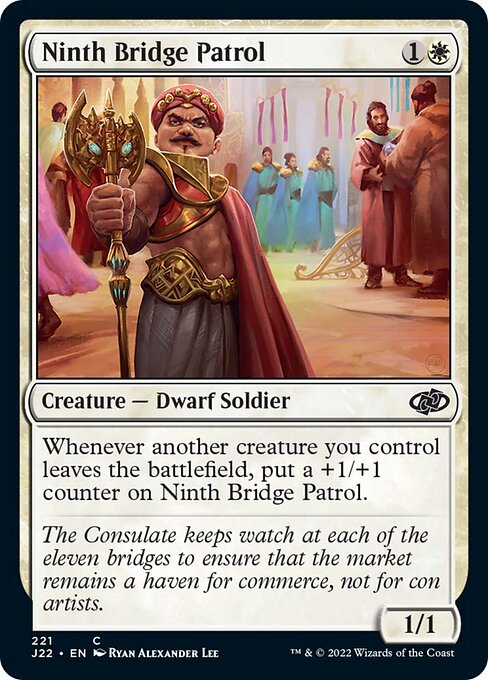 Ninth Bridge Patrol 1
Creature — Dwarf Soldier
Whenever another creature you control
leaves the battlefield, put a +1/+1
counter on Ninth Bridge Patrol.
The Consulate keeps watch at each of the
eleven bridges to ensure that the market
remains a haven for commerce, not for con
artists.
1/1
221 C
J22 • EN Ryan Alexander Lee ™ & © 2022 Wizards of the Coast